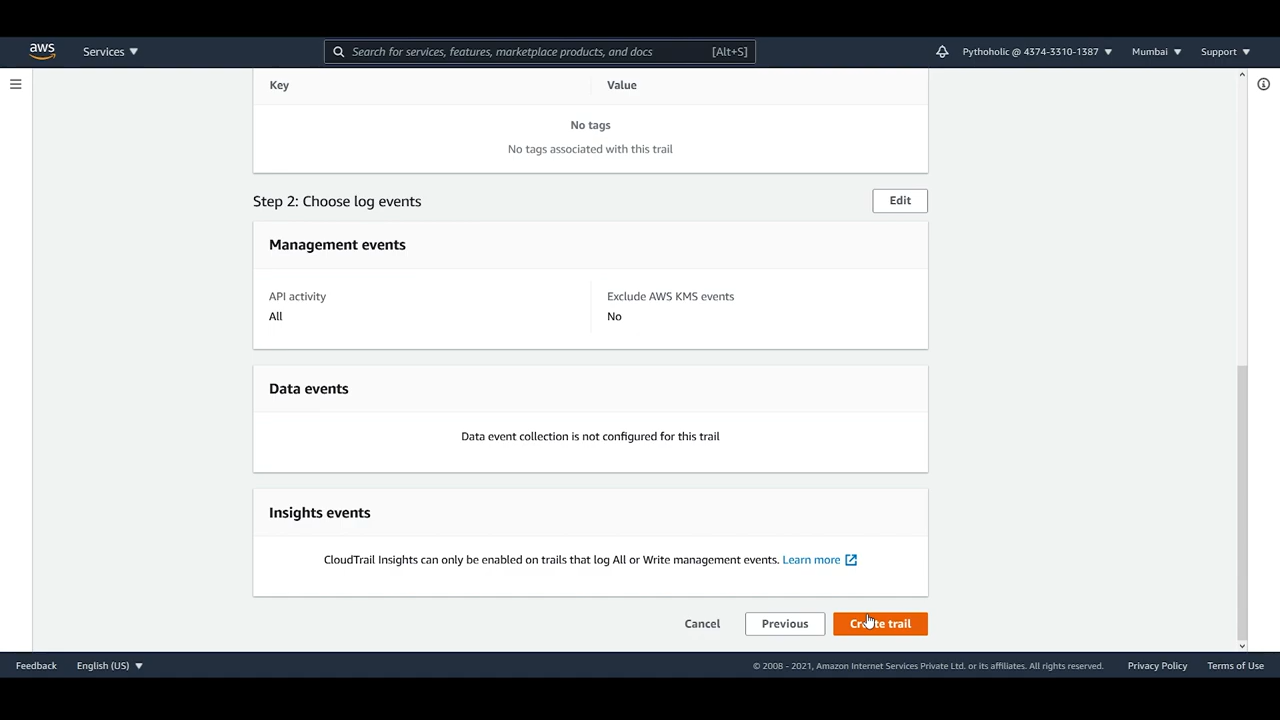 aws
Services
Search for services, features, marketplace products, and docs [Alt+S]
Pythoholic @ 4374-3310-1387
Mumbai
Support
Key
Value
No tags
No tags associated with this trail
Step 2: Choose log events
Edit
Management events
API activity
All
Exclude AWS KMS events
No
Data events
Data event collection is not configured for this trail
Insights events
CloudTrail Insights can only be enabled on trails that log All or Write management events. Learn more
Cancel
Previous
Create trail
Feedback
English (US)
© 2008 - 2021, Amazon Internet Services Private Ltd. or its affiliates. All rights reserved.
Privacy Policy
Terms of Use